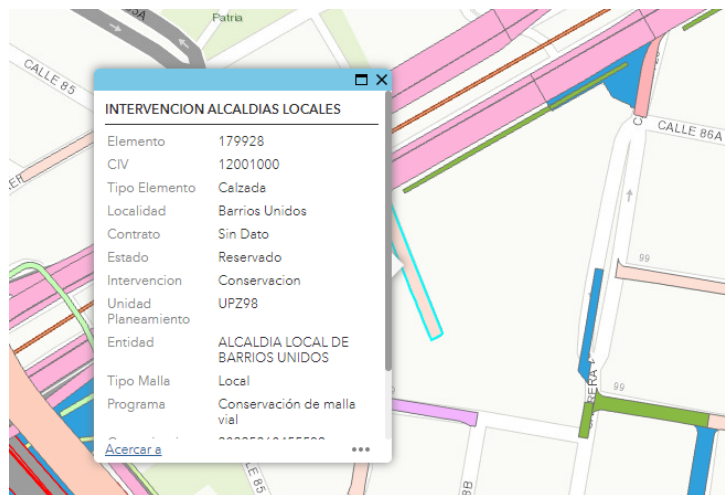 Patria
CALLE 85
INTERVENCION ALCALDIAS LOCALES
Elemento 179928
CIV 12001000
Tipo Elemento Calzada
Localidad Barrios Unidos
Contrato Sin Dato
Estado Reservado
Intervencion Conservacion
Unidad Planeamiento UPZ98
Entidad ALCALDIA LOCAL DE
BARRIOS UNIDOS
Tipo Malla Local
Programa Conservación de malla
vial
Acercar a
CALLE 86A
99
99
8B
E 85